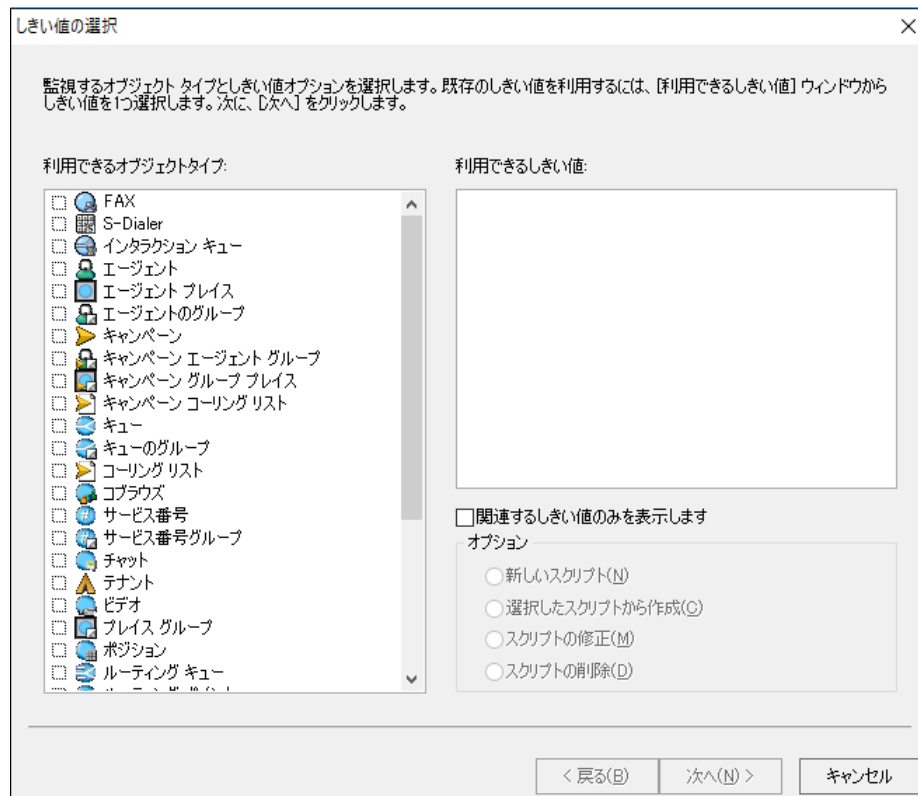 しきい値の選択
監視するオブジェクト タイプとしきい値オプションを選択します。既存のしきい値を利用するには、[利用できるしきい値] ウィンドウから
しきい値を1つ選択します。次に、[次へ] をクリックします。
利用できるオブジェクトタイプ:
FAX
S-Dialer
インタラクション キュー
エージェント
エージェント プレイス
エージェントのグループ
キャンペーン
キャンペーン エージェント グループ
キャンペーン グループ プレイス
キャンペーン コーリング リスト
キュー
キューのグループ
コーリング リスト
コブラウズ
サービス番号
サービス番号グループ
チャット
テナント
ビデオ
プレイス グループ
ポジション
ルーティング キュー
利用できるしきい値:
関連するしきい値のみを表示します
オプション
新しいスクリプト(N)
選択したスクリプトから作成(C)
スクリプトの修正(M)
スクリプトの削除(D)
< 戻る(B)
次へ(N) >
キャンセル